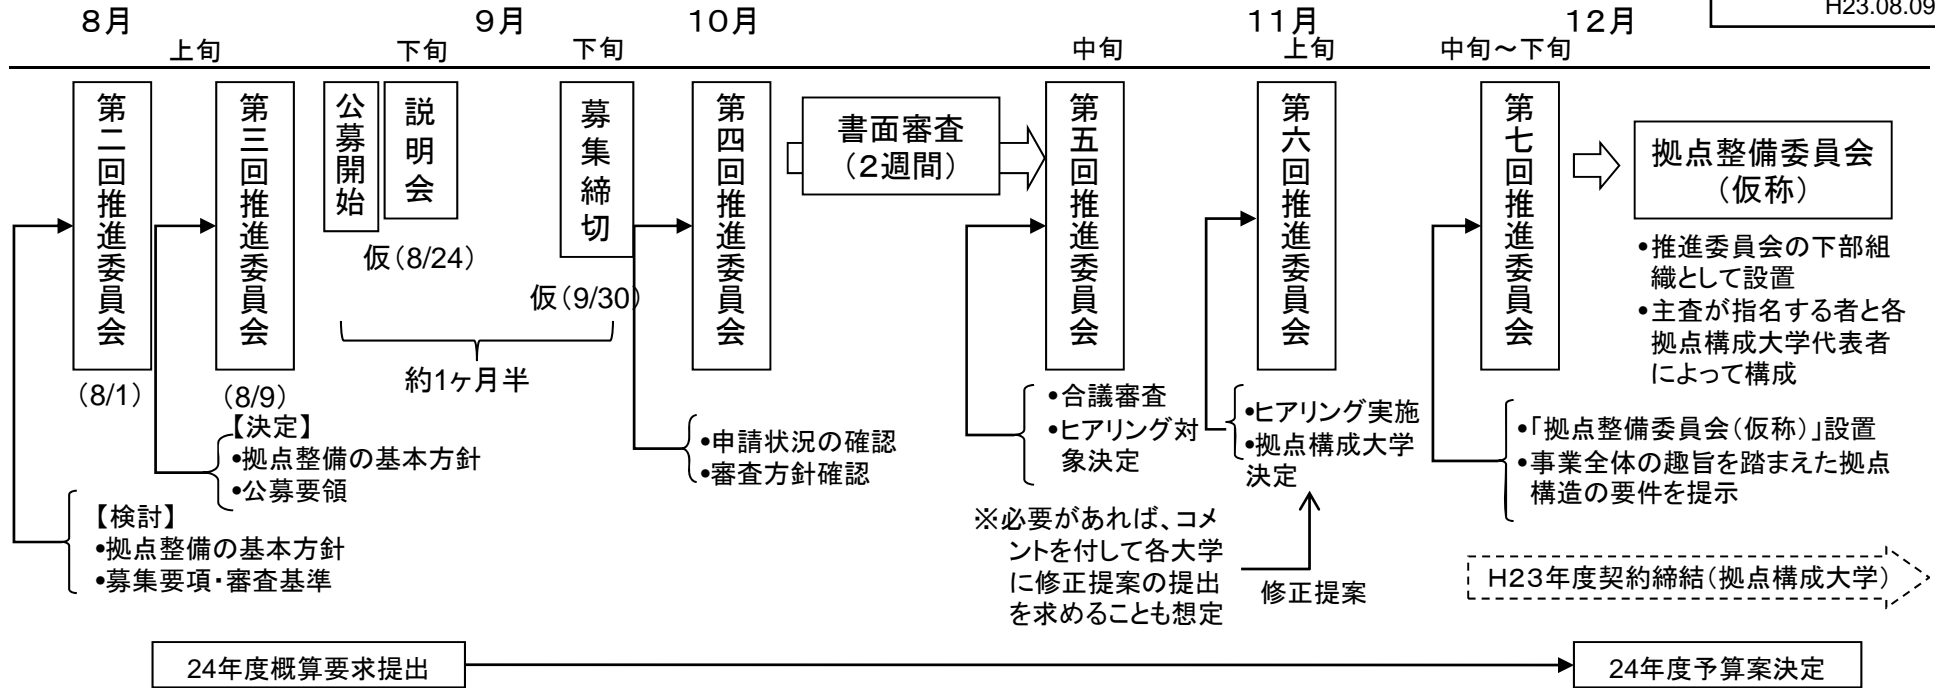 H23.08.09
8月
9月
10月
11月
12月
上旬
下旬
下旬
中旬
上旬
中旬～下旬
第二回推進委員会
(8/1)
第三回推進委員会
(8/9)
公募開始
説明会
仮(8/24)
募集締切
仮(9/30)
約1ヶ月半
第四回推進委員会
書面審査
(2週間)
第五回推進委員会
第六回推進委員会
第七回推進委員会
拠点整備委員会
(仮称)
•推進委員会の下部組
織として設置
•主査が指名する者と各
拠点構成大学代表者
によって構成
【検討】
•拠点整備の基本方針
•募集要項・審査基準
【決定】
•拠点整備の基本方針
•公募要領
•申請状況の確認
•審査方針確認
•合議審査
•ヒアリング対
象決定
•ヒアリング実施
•拠点構成大学
決定
•「拠点整備委員会(仮称)」設置
•事業全体の趣旨を踏まえた拠点
構造の要件を提示
※必要があれば、コメ
ントを付して各大学
に修正提案の提出
を求めることも想定
修正提案
H23年度契約締結(拠点構成大学)
24年度概算要求提出
24年度予算案決定